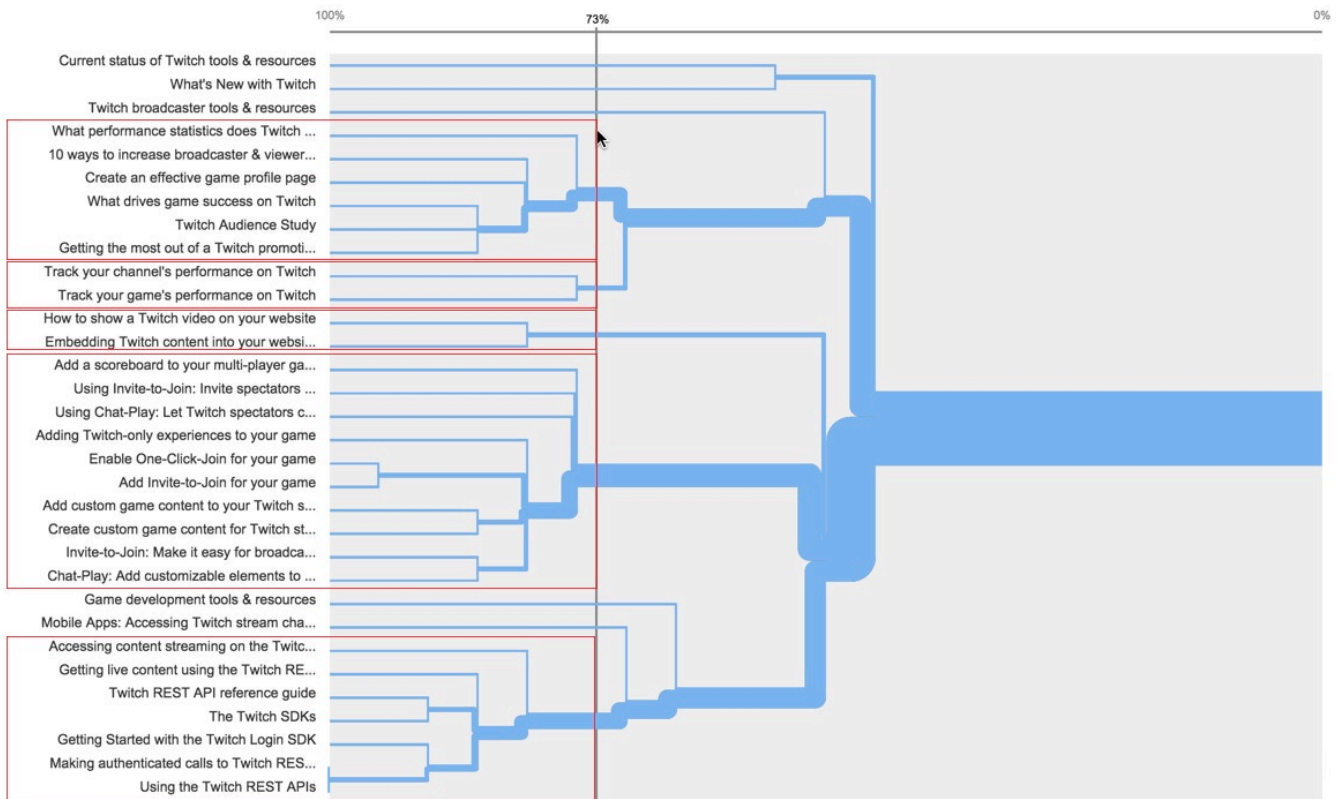 100%
73%
0%
Current status of Twitch tools & resources
What's New with Twitch
Twitch broadcaster tools & resources
What performance statistics does Twitch ...
10 ways to increase broadcaster & viewer...
Create an effective game profile page
What drives game success on Twitch
Twitch Audience Study
Getting the most out of a Twitch promoti...
Track your channel's performance on Twitch
Track your game's performance on Twitch
How to show a Twitch video on your website
Embedding Twitch content into your websi...
Add a scoreboard to your multi-player ga...
Using Invite-to-Join: Invite spectators ...
Using Chat-Play: Let Twitch spectators c...
Adding Twitch-only experiences to your game
Enable One-Click-Join for your game
Add Invite-to-Join for your game
Add custom game content to your Twitch s...
Create custom game content for Twitch st...
Invite-to-Join: Make it easy for broadca...
Chat-Play: Add customizable elements to ...
Game development tools & resources
Mobile Apps: Accessing Twitch stream cha...
Accessing content streaming on the Twitc...
Getting live content using the Twitch RE...
Twitch REST API reference guide
The Twitch SDKs
Getting Started with the Twitch Login SDK
Making authenticated calls to Twitch RES...
Using the Twitch REST APIs